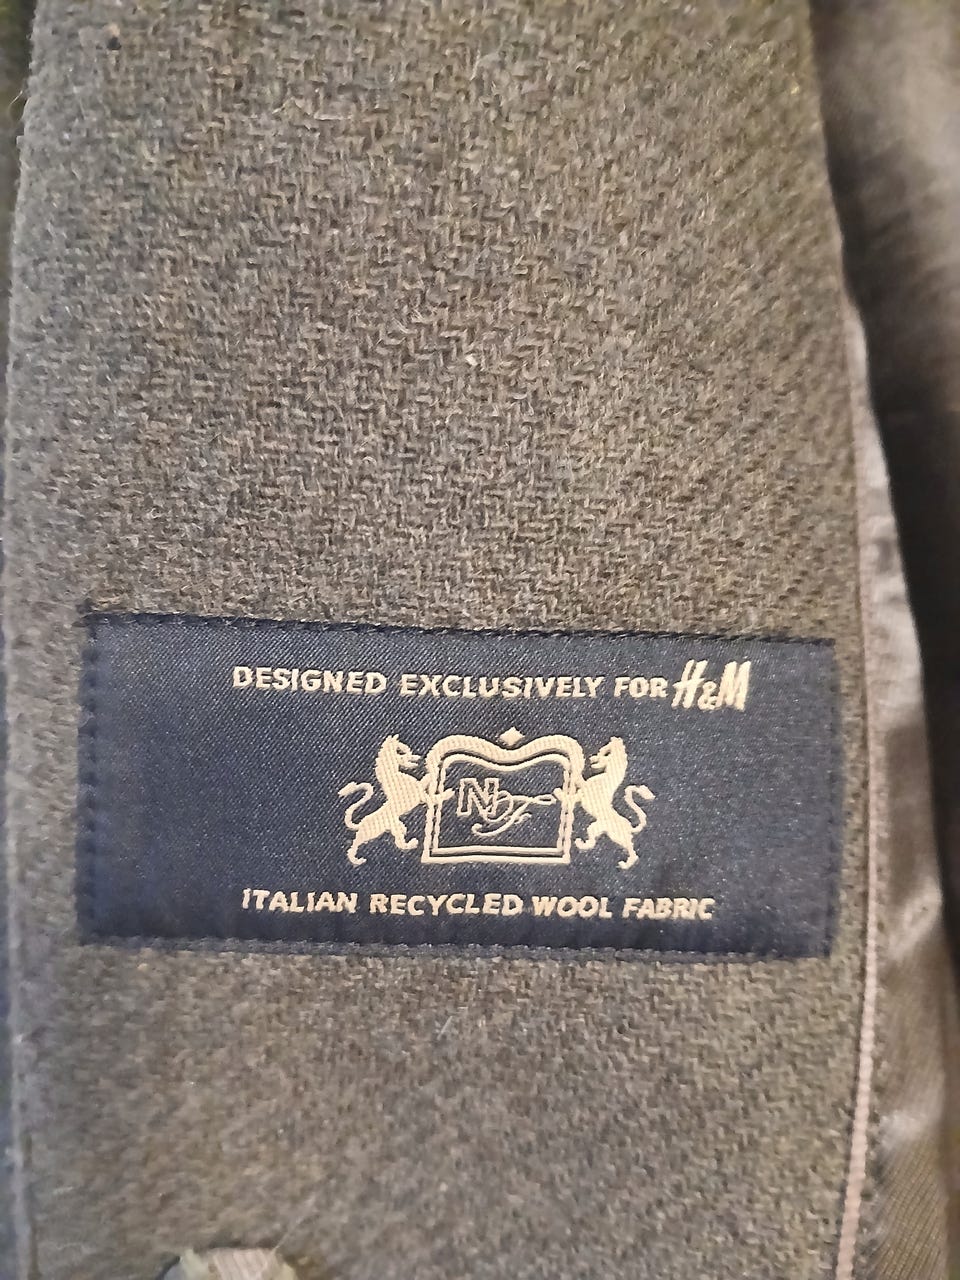 DESIGNED EXCLUSIVELY FOR H&M
ITALIAN RECYCLED WOOL FABRIC